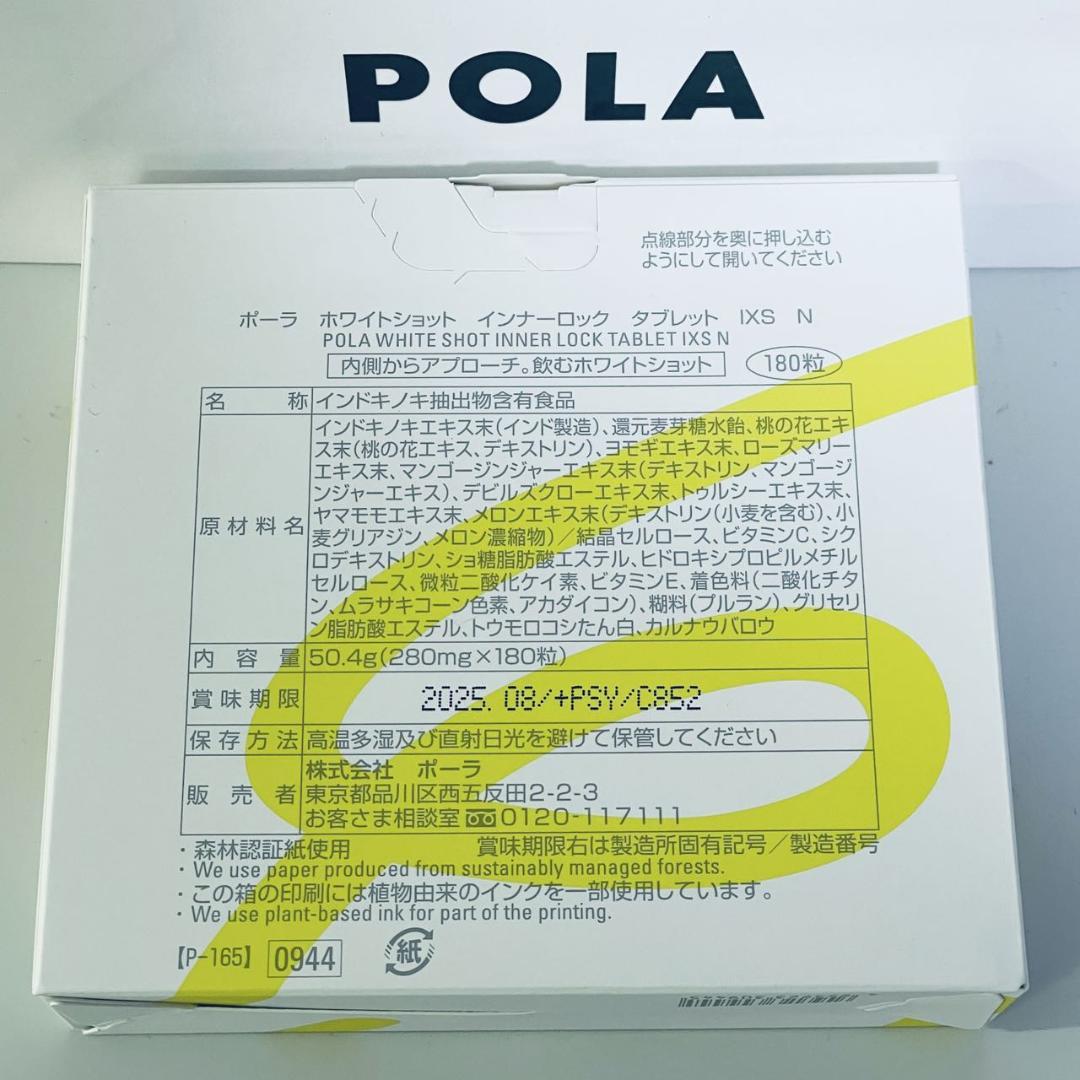 POLA
点線部分を奥に押し込む
ようにして開いてください
ポーラ ホワイトショット インナーロック タブレット IXS N
POLA WHITE SHOT INNER LOCK TABLET IXS N
内側からアプローチ。飲むホワイトショット 180粒
名称 インドキノキ抽出物含有食品
原材料名
インドキノキエキス末(インド製造)、還元麦芽糖水飴、桃の花エキ
ス末(桃の花エキス、デキストリン)、ヨモギエキス末、ローズマリー
エキス末、マンゴージンジャーエキス末(デキストリン、マンゴージ
ンジャーエキス)、デビルズクローエキス末、トゥルシーエキス末、
ヤマモモエキス末、メロンエキス末(デキストリン(小麦を含む)、小
麦グリアジン、メロン濃縮物)/結晶セルロース、ビタミンC、シク
ロデキストリン、ショ糖脂肪酸エステル、ヒドロキシプロピルメチル
セルロース、微粒二酸化ケイ素、ビタミンE、着色料(二酸化チタ
ン、ムラサキコーン色素、アカダイコン)、糊料(プルラン)、グリセリ
ン脂肪酸エステル、トウモロコシたん白、カルナウバロウ
内容量 50.4g(280mg×180粒)
賞味期限 2025. 08/+PSY/C852
保存方法 高温多湿及び直射日光を避けて保管してください
販売者
株式会社 ポーラ
東京都品川区西五反田2-2-3
お客さま相談室 0120-117111
・森林認証紙使用 賞味期限右は製造所固有記号/製造番号
・We use paper produced from sustainably managed forests.
・この箱の印刷には植物由来のインクを一部使用しています。
・We use plant-based ink for part of the printing.
【P-165】 0944 紙